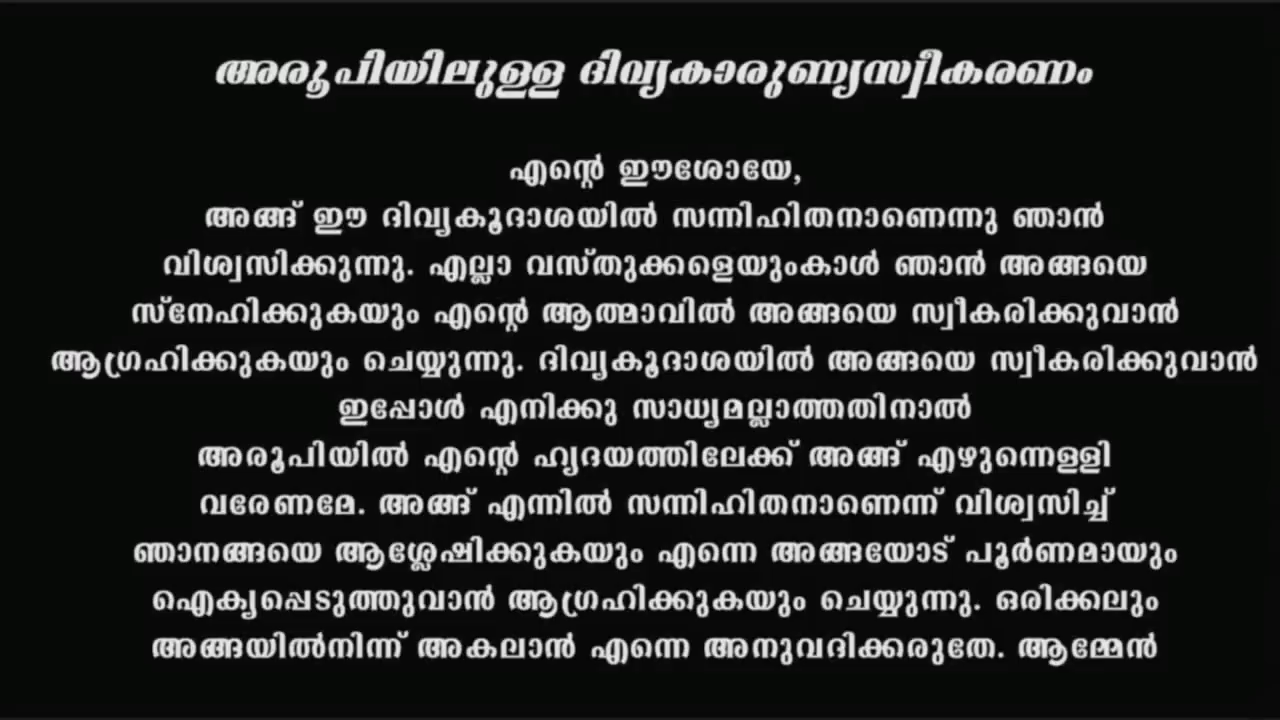 അരൂപിയിലുള്ള ദിവ്യകാരുണ്യസ്വീകരണം
എന്റെ ഈശോയേ,
അങ്ങ് ഈ ദിവ്യകൂദാശയിൽ സന്നിഹിതനാണെന്നു ഞാൻ
വിശ്വസിക്കുന്നു. എല്ലാ വസ്തുക്കളെയുംകാൾ ഞാൻ അങ്ങയെ
സ്നേഹിക്കുകയും എന്റെ ആത്മാവിൽ അങ്ങയെ സ്വീകരിക്കുവാൻ
ആഗ്രഹിക്കുകയും ചെയ്യുന്നു. ദിവ്യകൂദാശയിൽ അങ്ങയെ സ്വീകരിക്കുവാൻ
ഇപ്പോൾ എനിക്കു സാധ്യമല്ലാത്തതിനാൽ
അരൂപിയിൽ എന്റെ ഹൃദയത്തിലേക്ക് അങ്ങ് എഴുന്നെള്ളി
വരേണമേ. അങ്ങ് എന്നിൽ സന്നിഹിതനാണെന്ന് വിശ്വസിച്ച്
ഞാനങ്ങയെ ആശ്ലേഷിക്കുകയും എന്നെ അങ്ങയോട് പൂർണമായും
ഐക്യപ്പെടുത്തുവാൻ ആഗ്രഹിക്കുകയും ചെയ്യുന്നു. ഒരിക്കലും
അങ്ങയിൽനിന്ന് അകലാൻ എന്നെ അനുവദിക്കരുതേ. ആമ്മേൻ